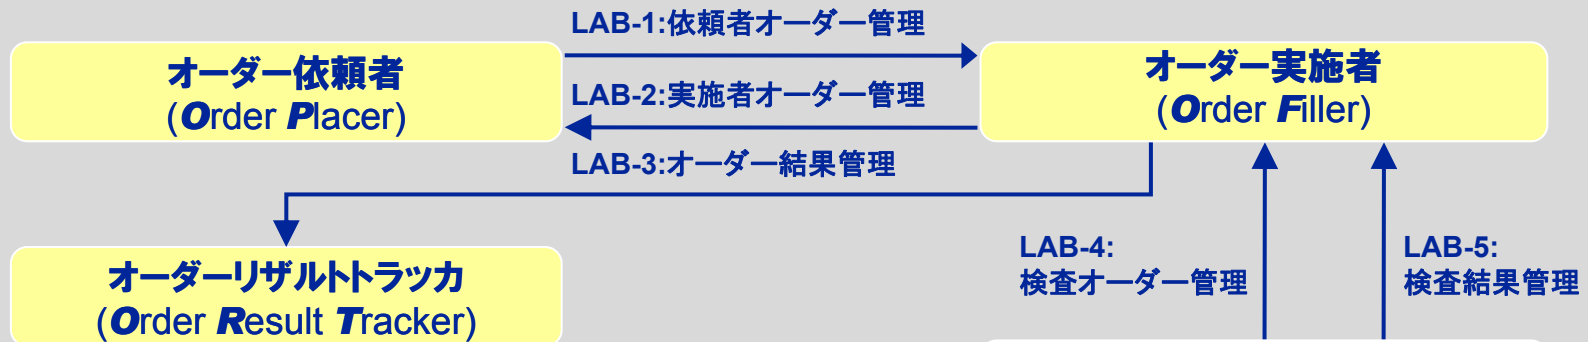 LAB-1:依頼者オーダー管理
オーダー依頼者
(Order Placer)
オーダー実施者
(Order Filler)
LAB-2:実施者オーダー管理
LAB-3:オーダー結果管理
オーダーリザルトトラッカ
(Order Result Tracker)
LAB-4:
検査オーダー管理
LAB-5:
検査結果管理